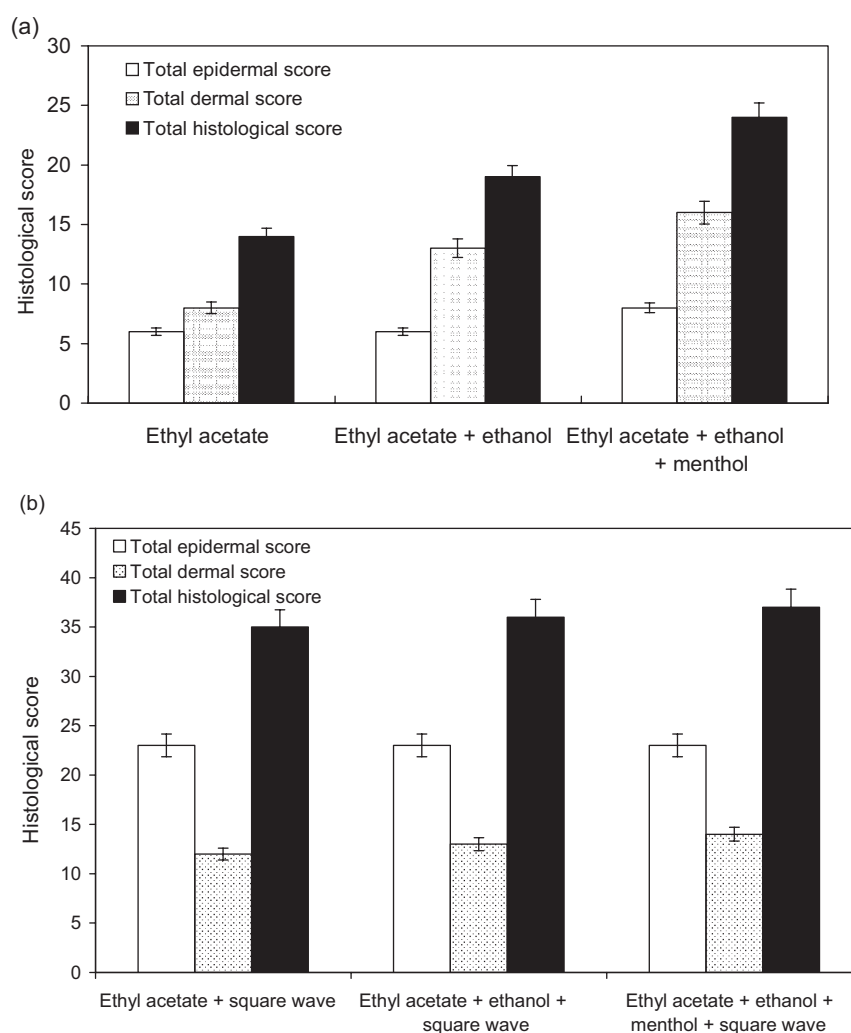 (a)
30
25
20
15
10
5
0
Histological score
Total epidermal score
Total dermal score
Total histological score
Ethyl acetate
Ethyl acetate + ethanol
Ethyl acetate + ethanol
+ menthol
(b)
45
40
35
30
25
20
15
10
5
0
Histological score
Total epidermal score
Total dermal score
Total histological score
Ethyl acetate + square wave
Ethyl acetate + ethanol +
square wave
Ethyl acetate + ethanol +
menthol + square wave